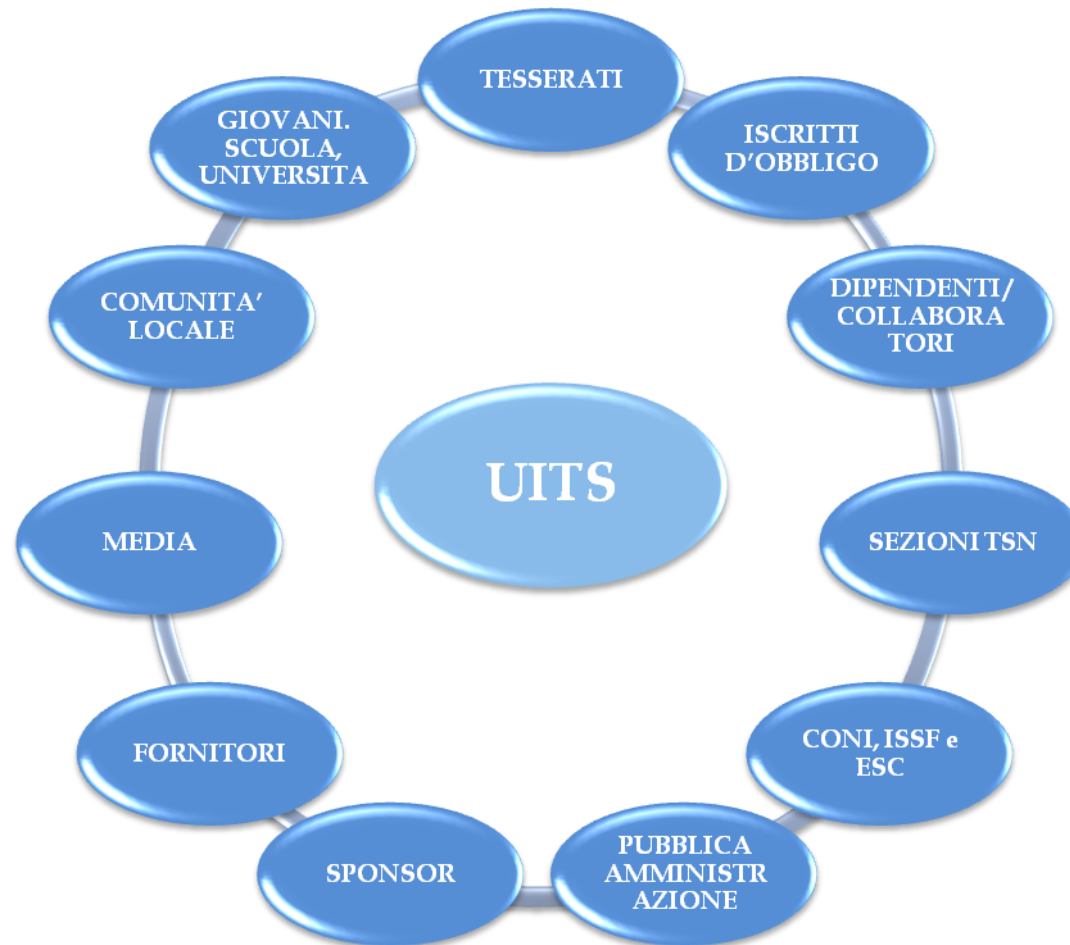 TESSERATI
ISCRITTI
D'OBBLIGO
DIPENDENTI/
COLLABORA
TORI
SEZIONI TSN
CONI, ISSF e
ESC
PUBBLICA
AMMINISTR
AZIONE
SPONSOR
FORNITORI
MEDIA
COMUNITA'
LOCALE
GIOVANI.
SCUOLA,
UNIVERSITA
UITS